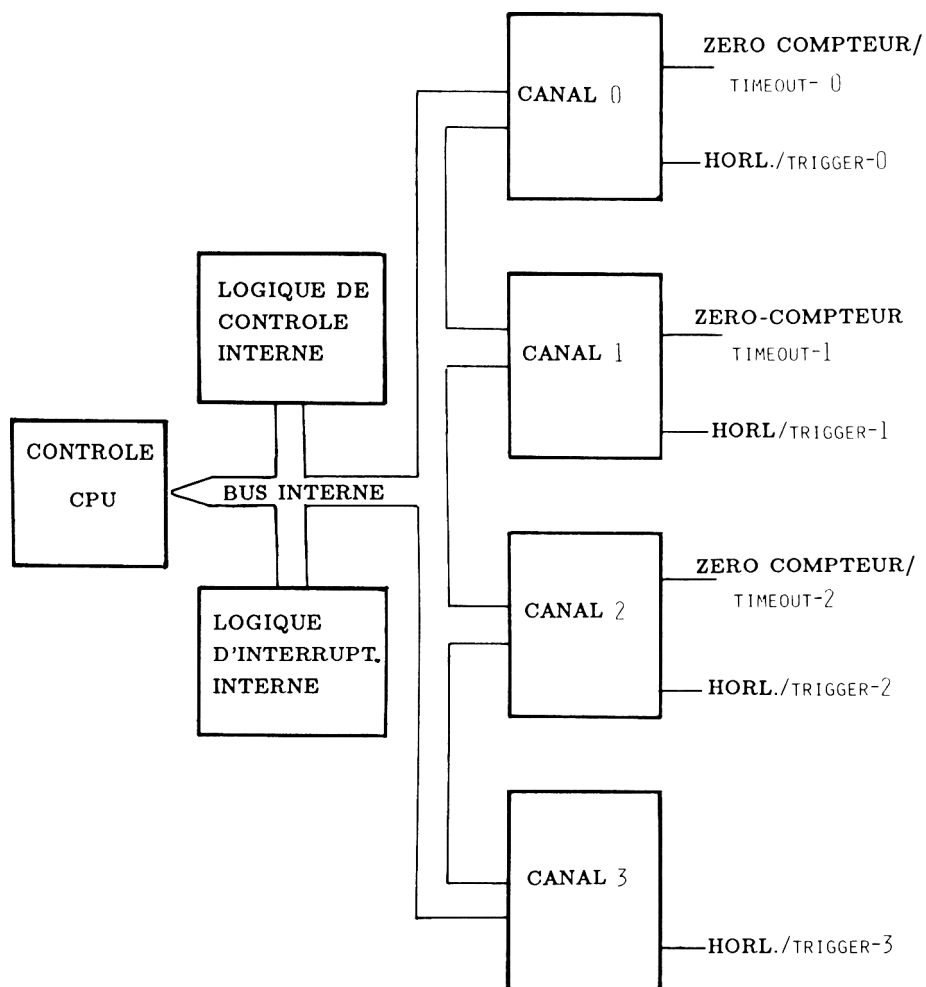 ZERO COMPTEUR/
TIMEOUT- 0
CANAL 0
HORL./TRIGGER-0
LOGIQUE DE
CONTROLE
INTERNE
ZERO-COMPTEUR
TIMEOUT-1
CANAL 1
HORL/TRIGGER-1
CONTROLE
CPU
BUS INTERNE
ZERO COMPTEUR/
TIMEOUT-2
CANAL 2
LOGIQUE
D'INTERRUPT.
INTERNE
HORL./TRIGGER-2
CANAL 3
HORL./TRIGGER-3